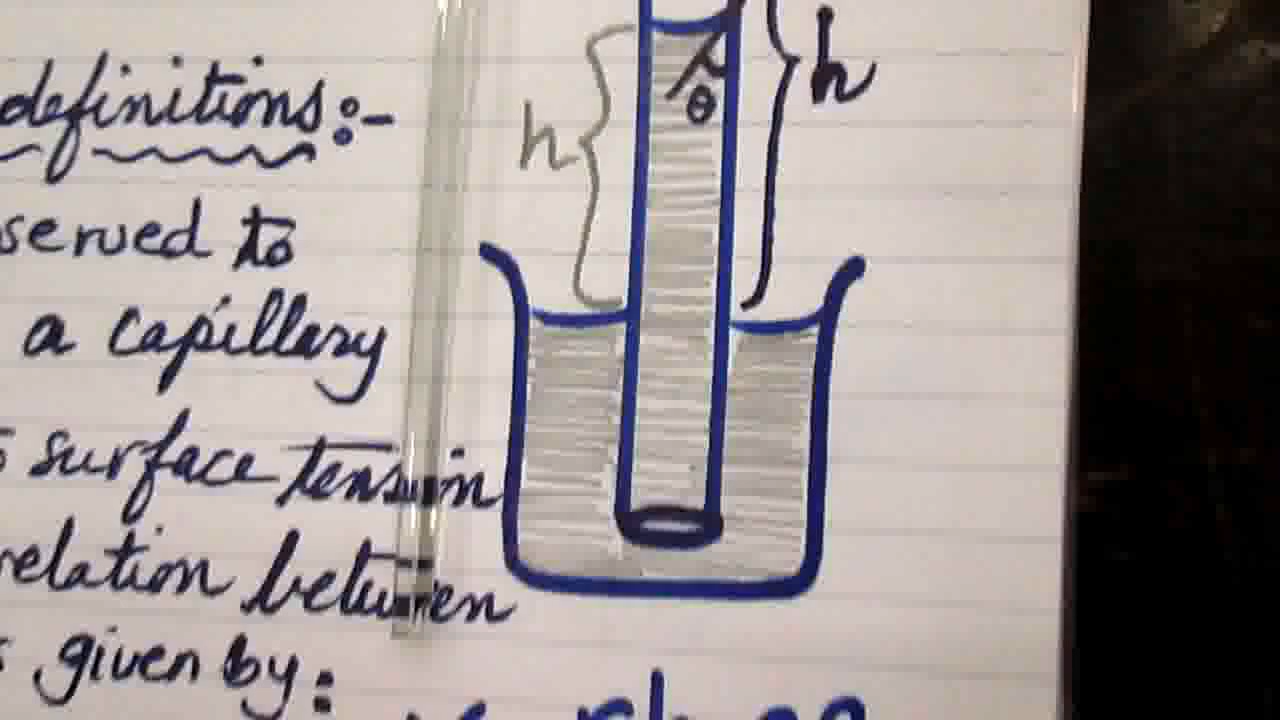 definitions:-
served to
a capillary
surface tension
relation between
given by:
h
h
θ